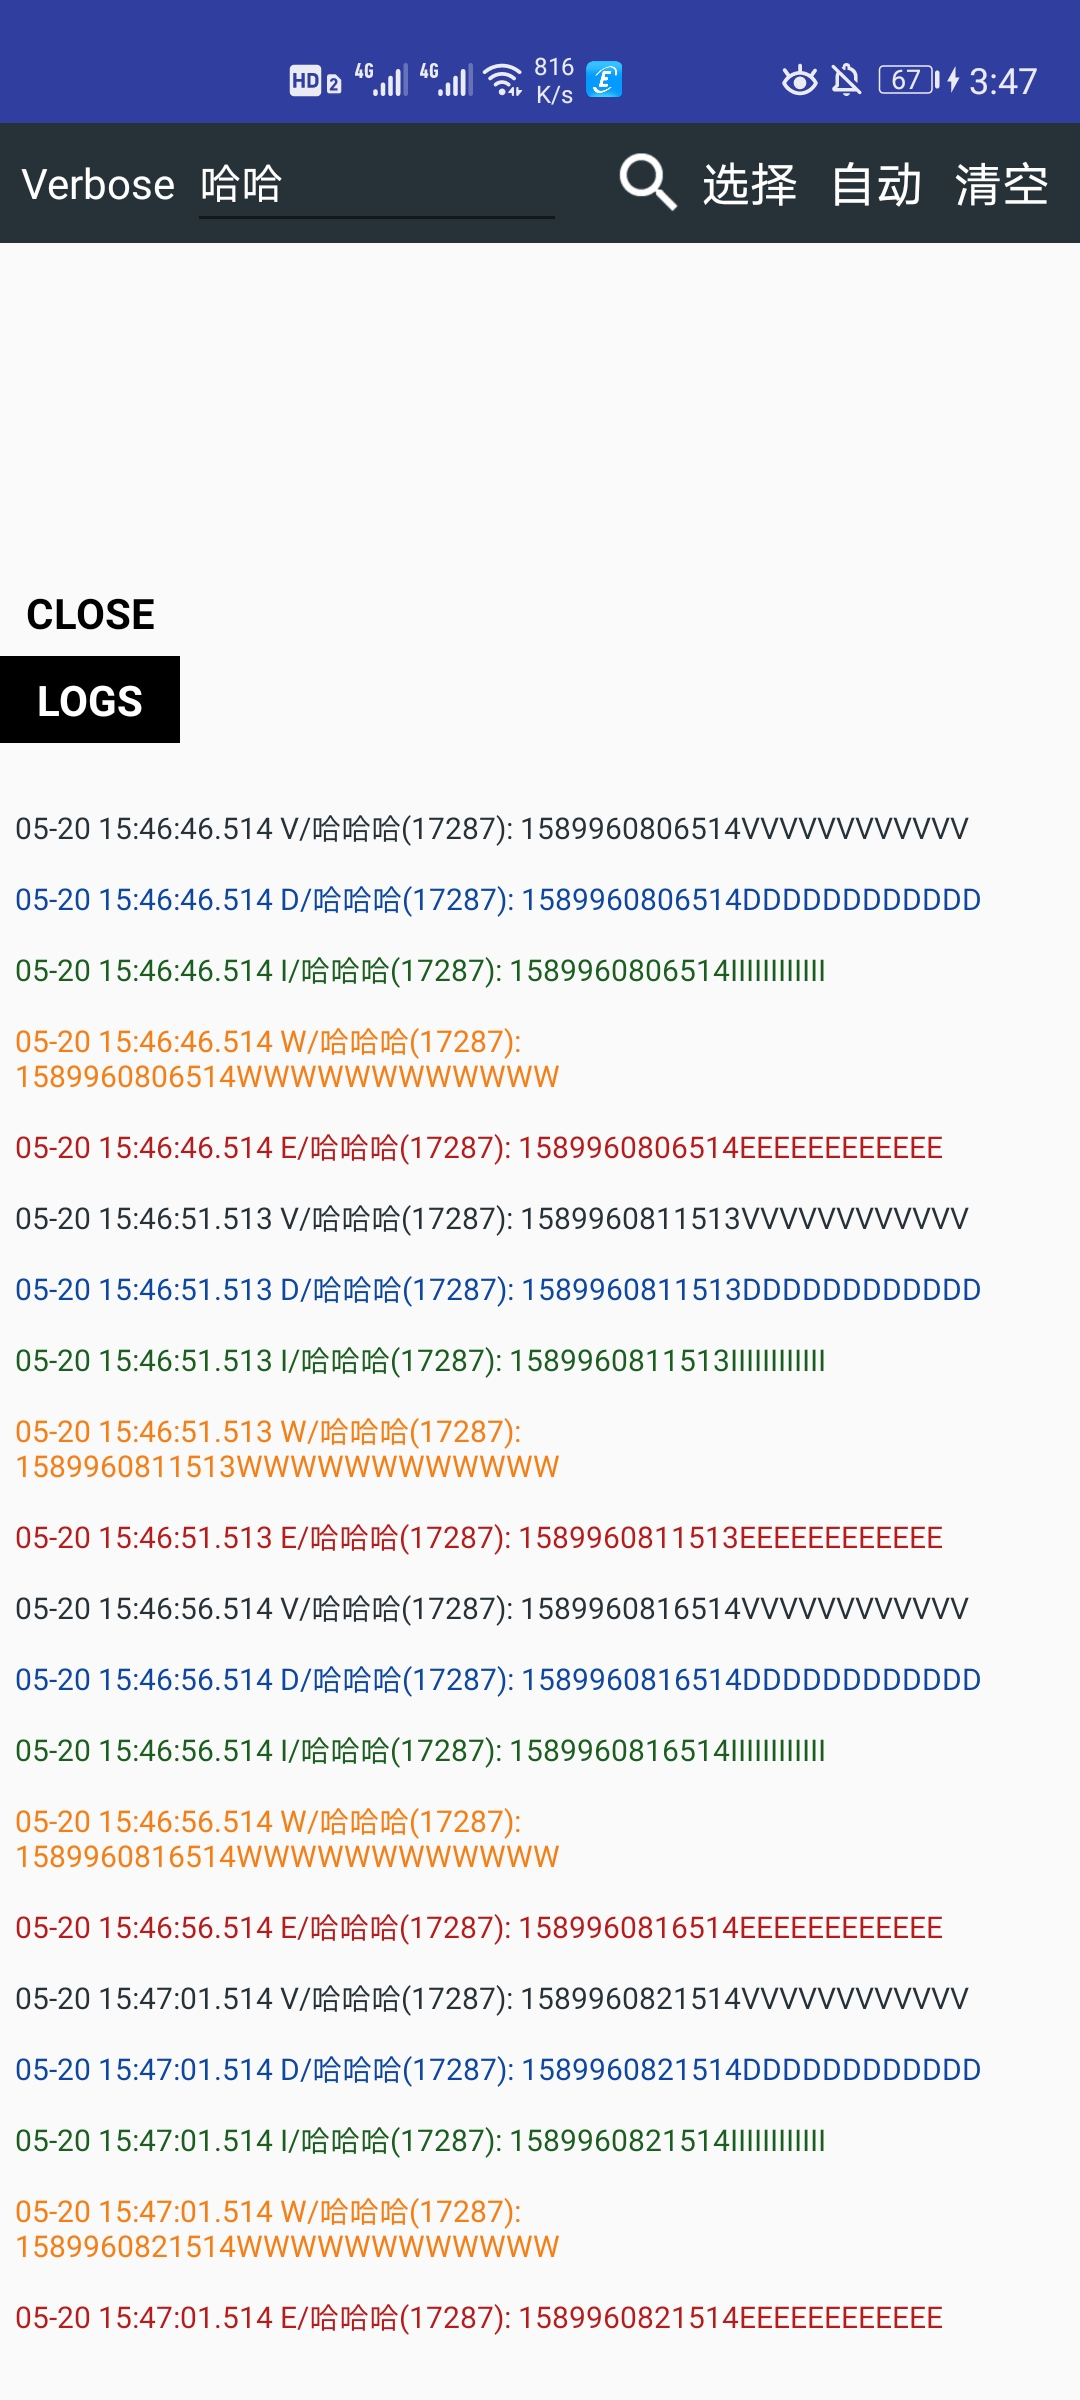 HD 2 4G 4G 816 K/s E 67 3:47
Verbose 哈哈 选择 自动 清空
CLOSE
LOGS
05-20 15:46:46.514 V/哈哈哈(17287): 1589960806514VVVVVVVVVVVV
05-20 15:46:46.514 D/哈哈哈(17287): 1589960806514DDDDDDDDDDDD
05-20 15:46:46.514 I/哈哈哈(17287): 1589960806514IIIIIIIIIIII
05-20 15:46:46.514 W/哈哈哈(17287):
1589960806514WWWWWWWWWWWW
05-20 15:46:46.514 E/哈哈哈(17287): 1589960806514EEEEEEEEEEEE
05-20 15:46:51.513 V/哈哈哈(17287): 1589960811513VVVVVVVVVVVV
05-20 15:46:51.513 D/哈哈哈(17287): 1589960811513DDDDDDDDDDDD
05-20 15:46:51.513 I/哈哈哈(17287): 1589960811513IIIIIIIIIIII
05-20 15:46:51.513 W/哈哈哈(17287):
1589960811513WWWWWWWWWWWW
05-20 15:46:51.513 E/哈哈哈(17287): 1589960811513EEEEEEEEEEEE
05-20 15:46:56.514 V/哈哈哈(17287): 1589960816514VVVVVVVVVVVV
05-20 15:46:56.514 D/哈哈哈(17287): 1589960816514DDDDDDDDDDDD
05-20 15:46:56.514 I/哈哈哈(17287): 1589960816514IIIIIIIIIIII
05-20 15:46:56.514 W/哈哈哈(17287):
1589960816514WWWWWWWWWWWW
05-20 15:46:56.514 E/哈哈哈(17287): 1589960816514EEEEEEEEEEEE
05-20 15:47:01.514 V/哈哈哈(17287): 1589960821514VVVVVVVVVVVV
05-20 15:47:01.514 D/哈哈哈(17287): 1589960821514DDDDDDDDDDDD
05-20 15:47:01.514 I/哈哈哈(17287): 1589960821514IIIIIIIIIIII
05-20 15:47:01.514 W/哈哈哈(17287):
1589960821514WWWWWWWWWWWW
05-20 15:47:01.514 E/哈哈哈(17287): 1589960821514EEEEEEEEEEEE